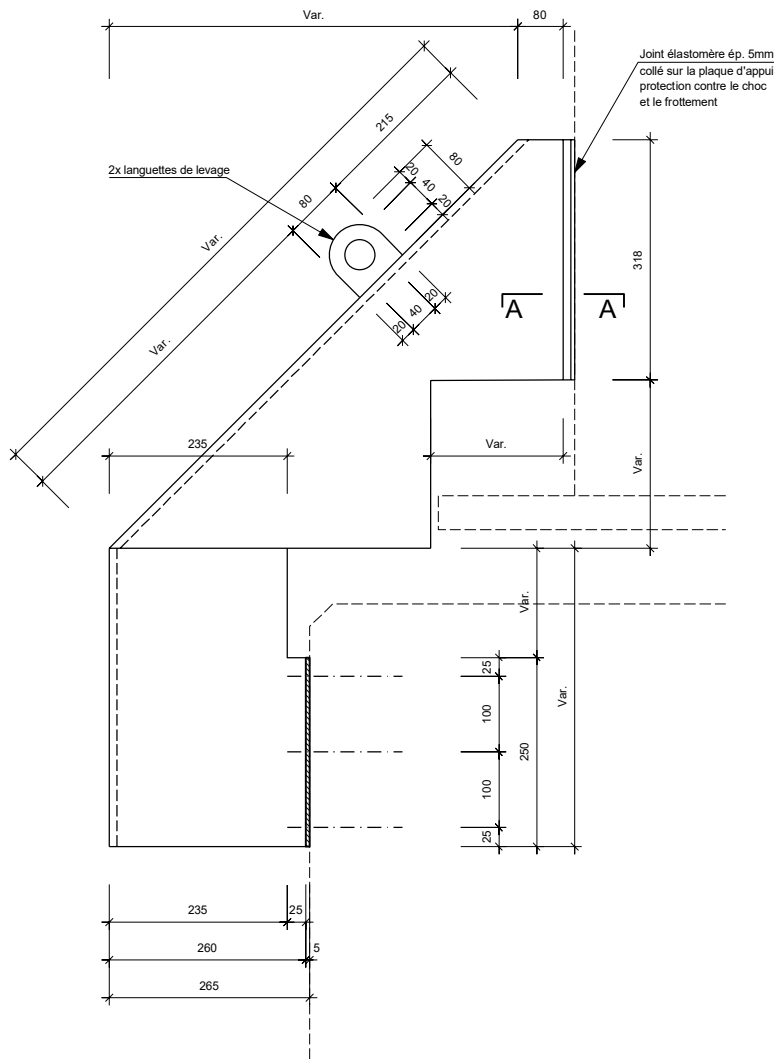 Var.
80
Joint élastomère ép. 5mm
collé sur la plaque d'appui
protection contre le choc
et le frottement
215
2x languettes de levage
80
20
40
20
80
Var.
318
A
A
20
40
20
Var.
235
Var.
Var.
Var.
25
Var.
100
250
100
25
235
25
260
5
265